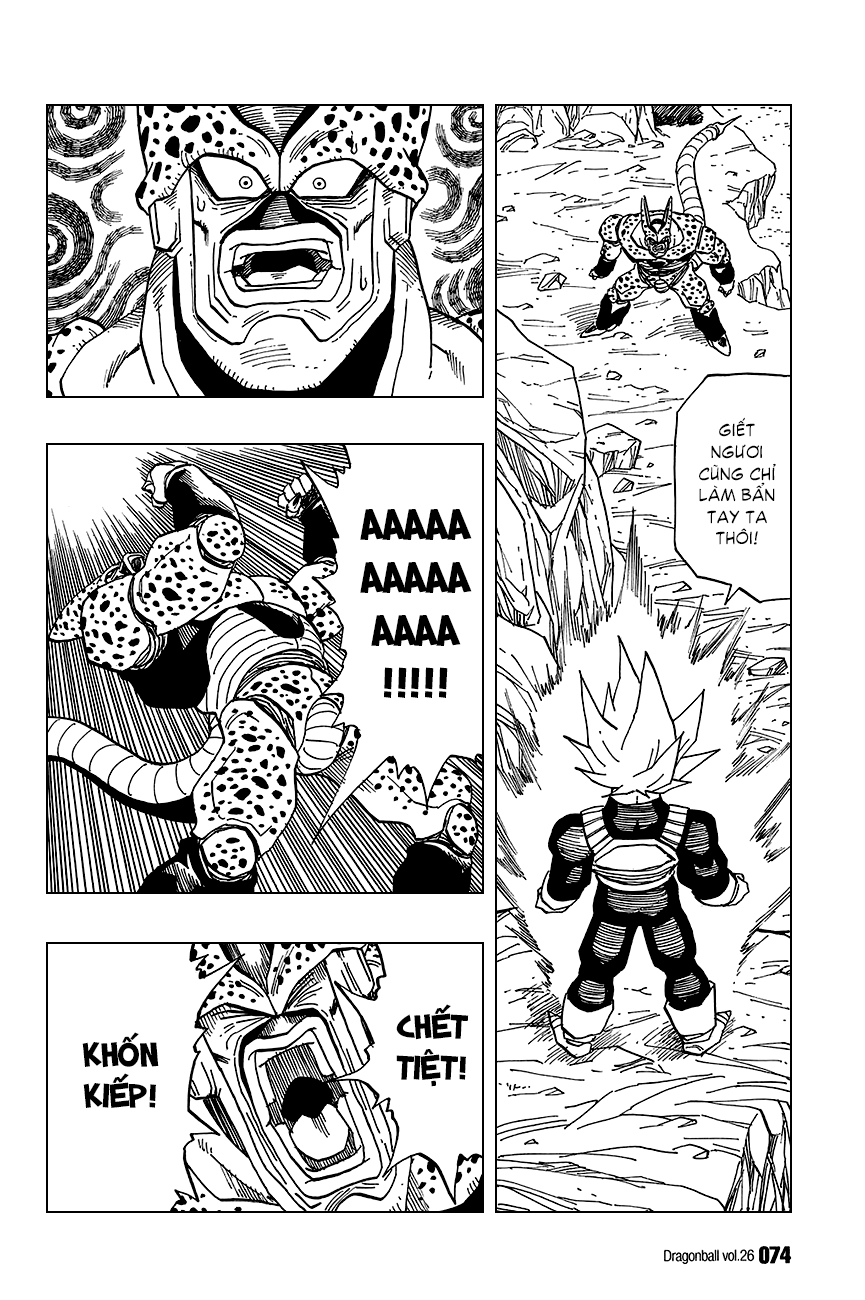 GIẾT
NGƯƠI
CŨNG CHỈ
LÀM BẨN
TAY TA
THÔI!
AAAAA
AAAAA
AAAA
!!!!!
CHẾT
TIỆT!
KHỐN
KIẾP!
Dragonball vol.26 074